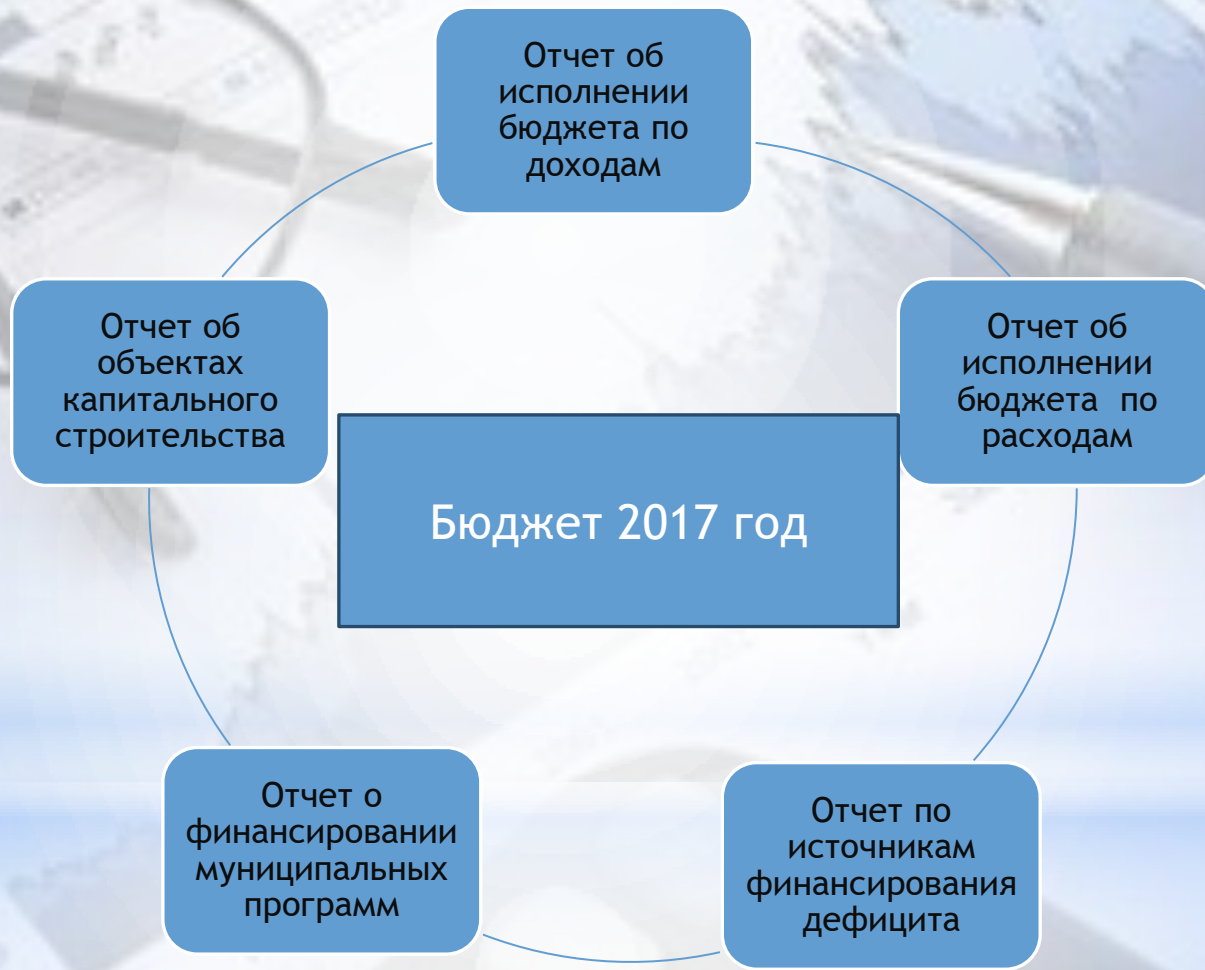 Отчет об
исполнении
бюджета по
доходам
Отчет об
исполнении
бюджета  по
расходам
Отчет по
источникам
финансирования
дефицита
Отчет о
финансировании
муниципальных
программ
Отчет об
объектах
капитального
строительства
Бюджет 2017 год